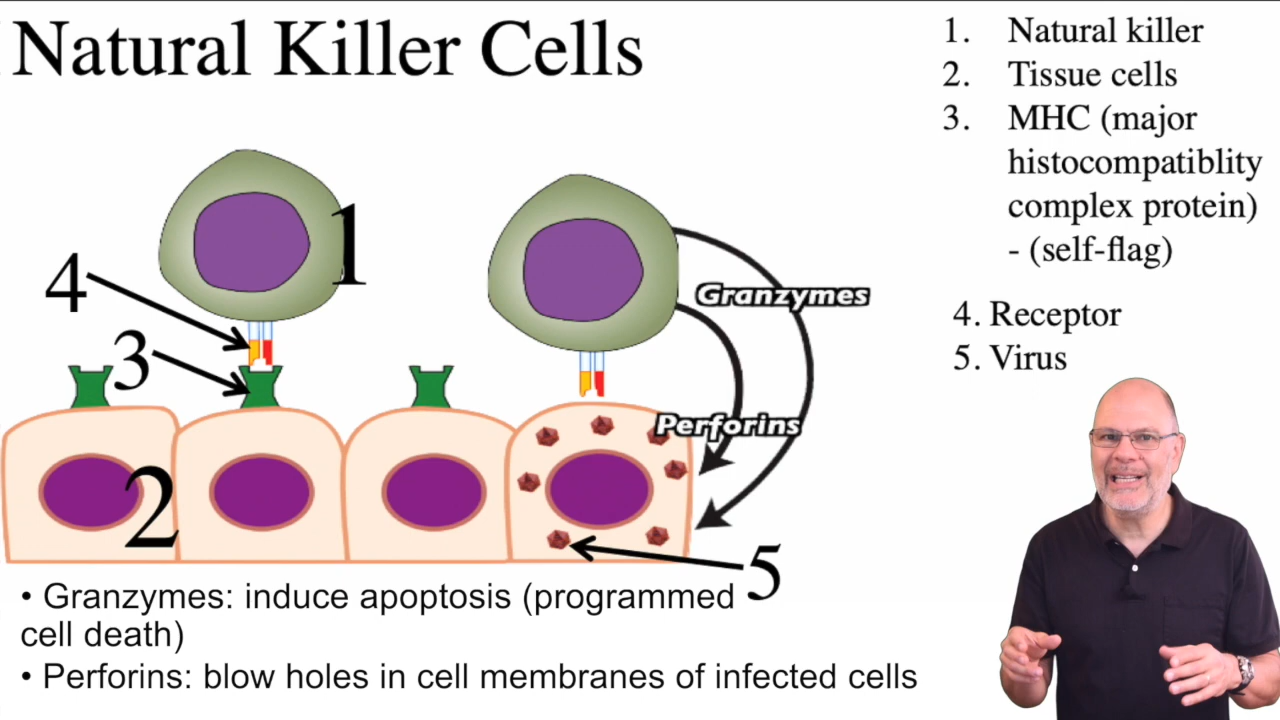 Natural Killer Cells
1. Natural killer
2. Tissue cells
3. MHC (major
histocompatiblity
complex protein)
- (self-flag)
4. Receptor
5. Virus
1
4
3
Granzymes
Perforins
2
5
• Granzymes: induce apoptosis (programmed
cell death)
• Perforins: blow holes in cell membranes of infected cells